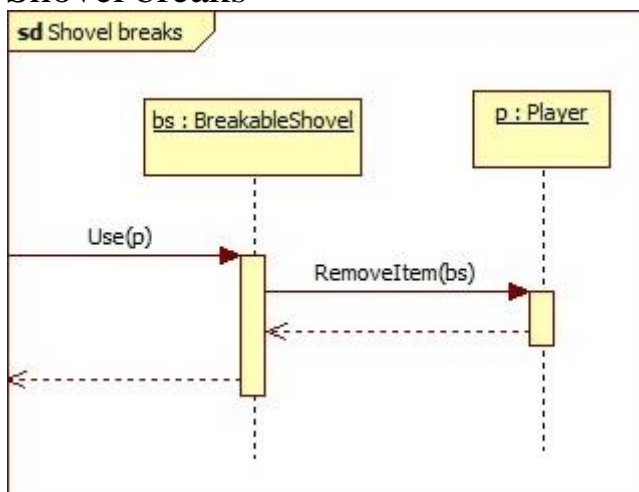 Shovel breaks
sd Shovel breaks
bs : BreakableShovel
p : Player
Use(p)
RemoveItem(bs)